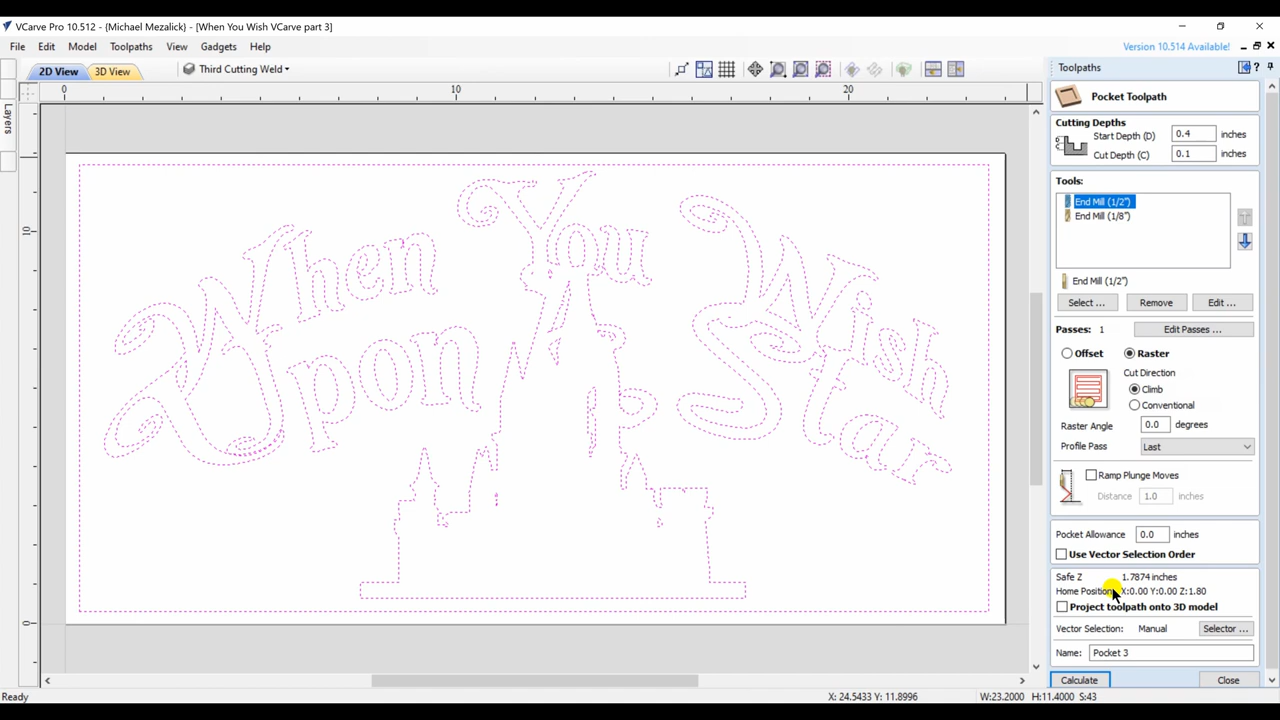 VCarve Pro 10.512 - {Michael Mezalick} - [When You Wish VCarve part 3]
File Edit Model Toolpaths View Gadgets Help
Version 10.514 Available!
2D View 3D View Third Cutting Weld
Toolpaths
Layers
0 10 20
10
0
When You Wish
Upon A Star
Pocket Toolpath
Cutting Depths
Start Depth (D) 0.4 inches
Cut Depth (C) 0.1 inches
Tools:
End Mill (1/2")
End Mill (1/8")
End Mill (1/2")
Select ... Remove Edit ...
Passes: 1 Edit Passes ...
Offset Raster
Cut Direction
Climb
Conventional
Raster Angle 0.0 degrees
Profile Pass Last
Ramp Plunge Moves
Distance 1.0 inches
Pocket Allowance 0.0 inches
Use Vector Selection Order
Safe Z 1.7874 inches
Home Position X:0.00 Y:0.00 Z:1.80
Project toolpath onto 3D model
Vector Selection: Manual Selector ...
Name: Pocket 3
Calculate Close
Ready X: 24.5433 Y: 11.8996 W:23.2000 H:11.4000 S:43